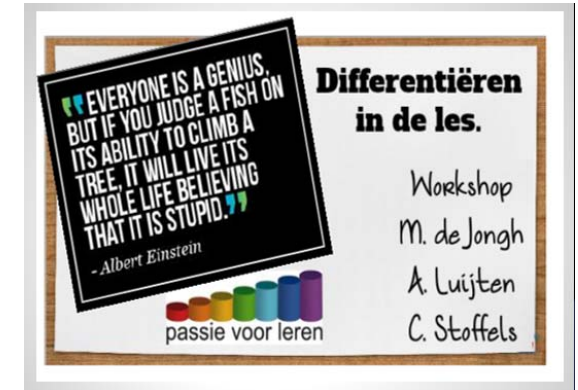 "EVERYONE IS A GENIUS,
BUT IF YOU JUDGE A FISH ON
ITS ABILITY TO CLIMB A
TREE, IT WILL LIVE ITS
WHOLE LIFE BELIEVING
THAT IT IS STUPID."
- Albert Einstein
Differentiëren
in de les.
Workshop
M. de Jongh
A. Luijten
C. Stoffels
passie voor leren